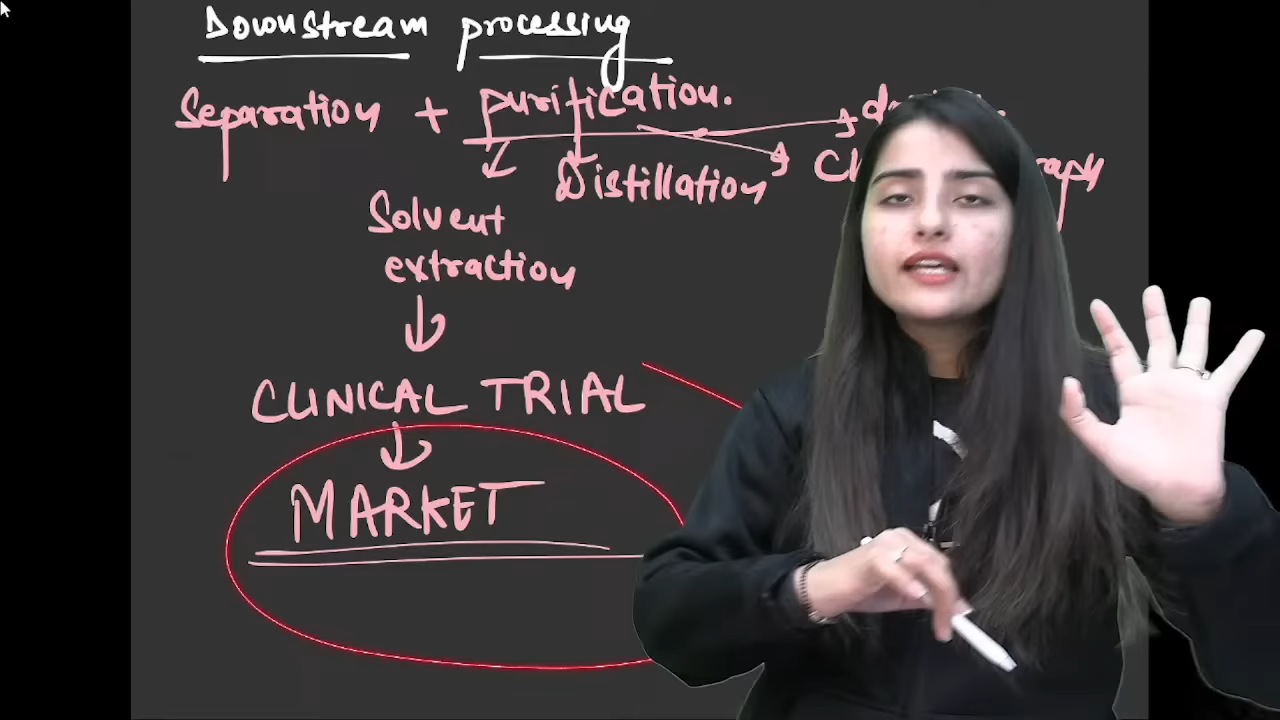 Downstream processing
Separation + purification.
Distillation
Solvent
extraction
CLINICAL TRIAL
MARKET